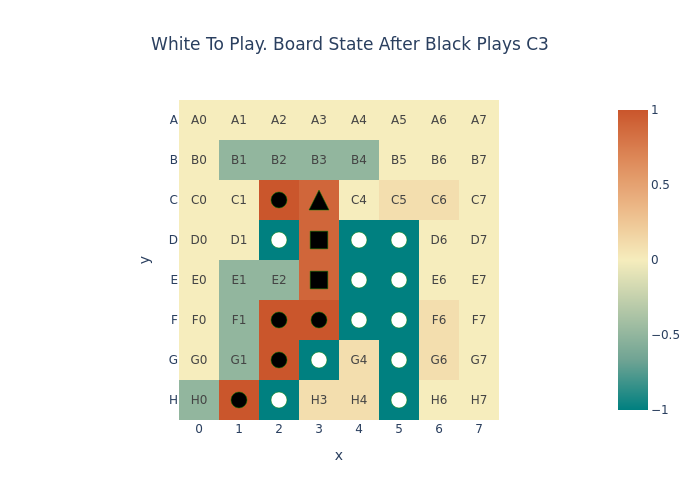 White To Play. Board State After Black Plays C3
A A0 A1 A2 A3 A4 A5 A6 A7
B B0 B1 B2 B3 B4 B5 B6 B7
C C0 C1 C4 C5 C6 C7
D D0 D1 D6 D7
E E0 E1 E2 E6 E7
F F0 F1 F6 F7
G G0 G1 G4 G6 G7
H H0 H3 H4 H6 H7
0 1 2 3 4 5 6 7
x
y
1
0.5
0
−0.5
−1